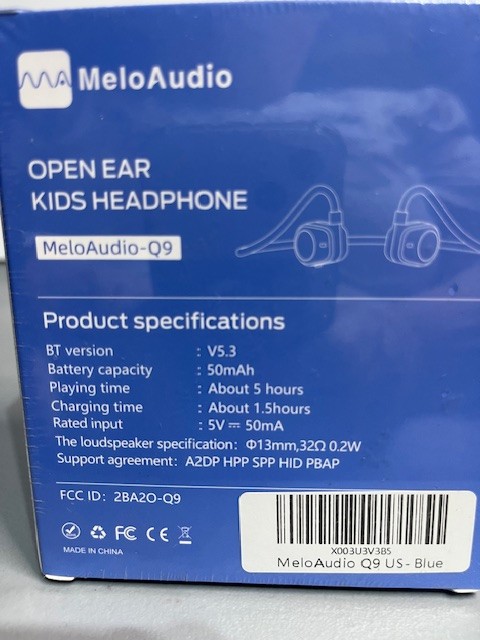 MeloAudio
OPEN EAR
KIDS HEADPHONE
MeloAudio-Q9
Product specifications
BT version : V5.3
Battery capacity : 50mAh
Playing time : About 5 hours
Charging time : About 1.5hours
Rated input : 5V ⎓ 50mA
The loudspeaker specification: Φ13mm,32Ω 0.2W
Support agreement: A2DP HPP SPP HID PBAP
FCC ID: 2BA2O-Q9
FC CE
MADE IN CHINA
X003U3V3B5
MeloAudio Q9 US - Blue